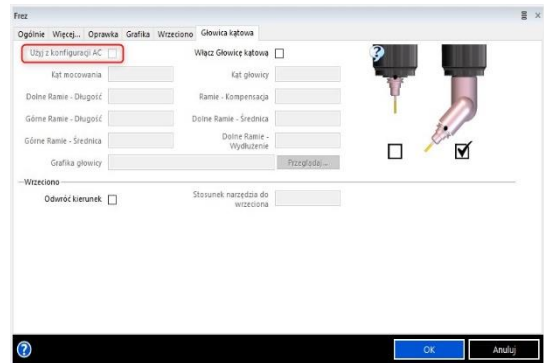 Frez
Ogólnie Więcej... Oprawka Grafika Wrzeciono Głowica kątowa
Użyj z konfiguracji AC Włącz Głowicę kątową
Kąt mocowania Kąt głowicy
Dolne Ramie - Długość Ramie - Kompensacja
Górne Ramie - Długość Dolne Ramie - Średnica
Górne Ramie - Średnica Dolne Ramie -
Wydłużenie
Grafika głowicy Przeglądaj...
Wrzeciono
Odwróć kierunek Stosunek narzędzia do
wrzeciona
OK Anuluj